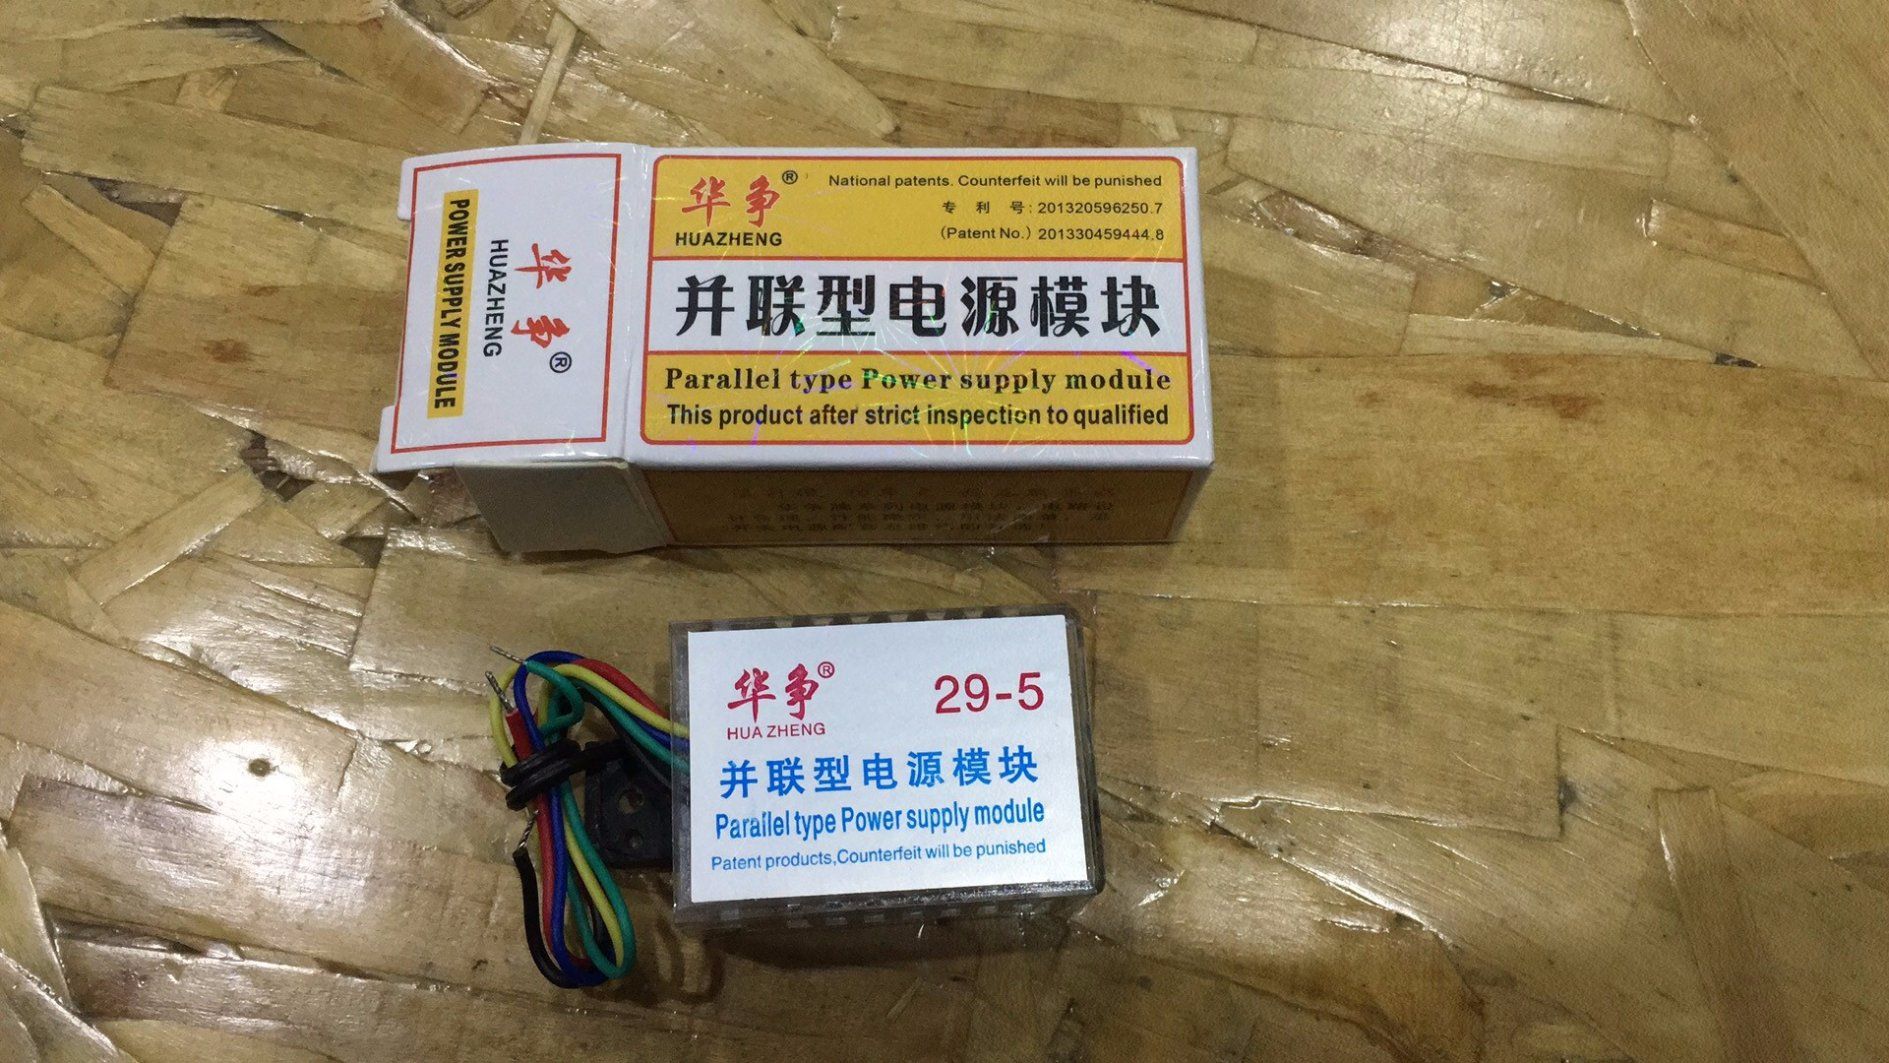 华争®
HUAZHENG
POWER SUPPLY MODULE
华争®
HUAZHENG
National patents. Counterfeit will be punished
专 利 号: 201320596250.7
(Patent No.) 201330459444.8
并联型电源模块
Parallel type Power supply module
This product after strict inspection to qualified
华争®
HUA ZHENG
29-5
并联型电源模块
Parallel type Power supply module
Patent products,Counterfeit will be punished